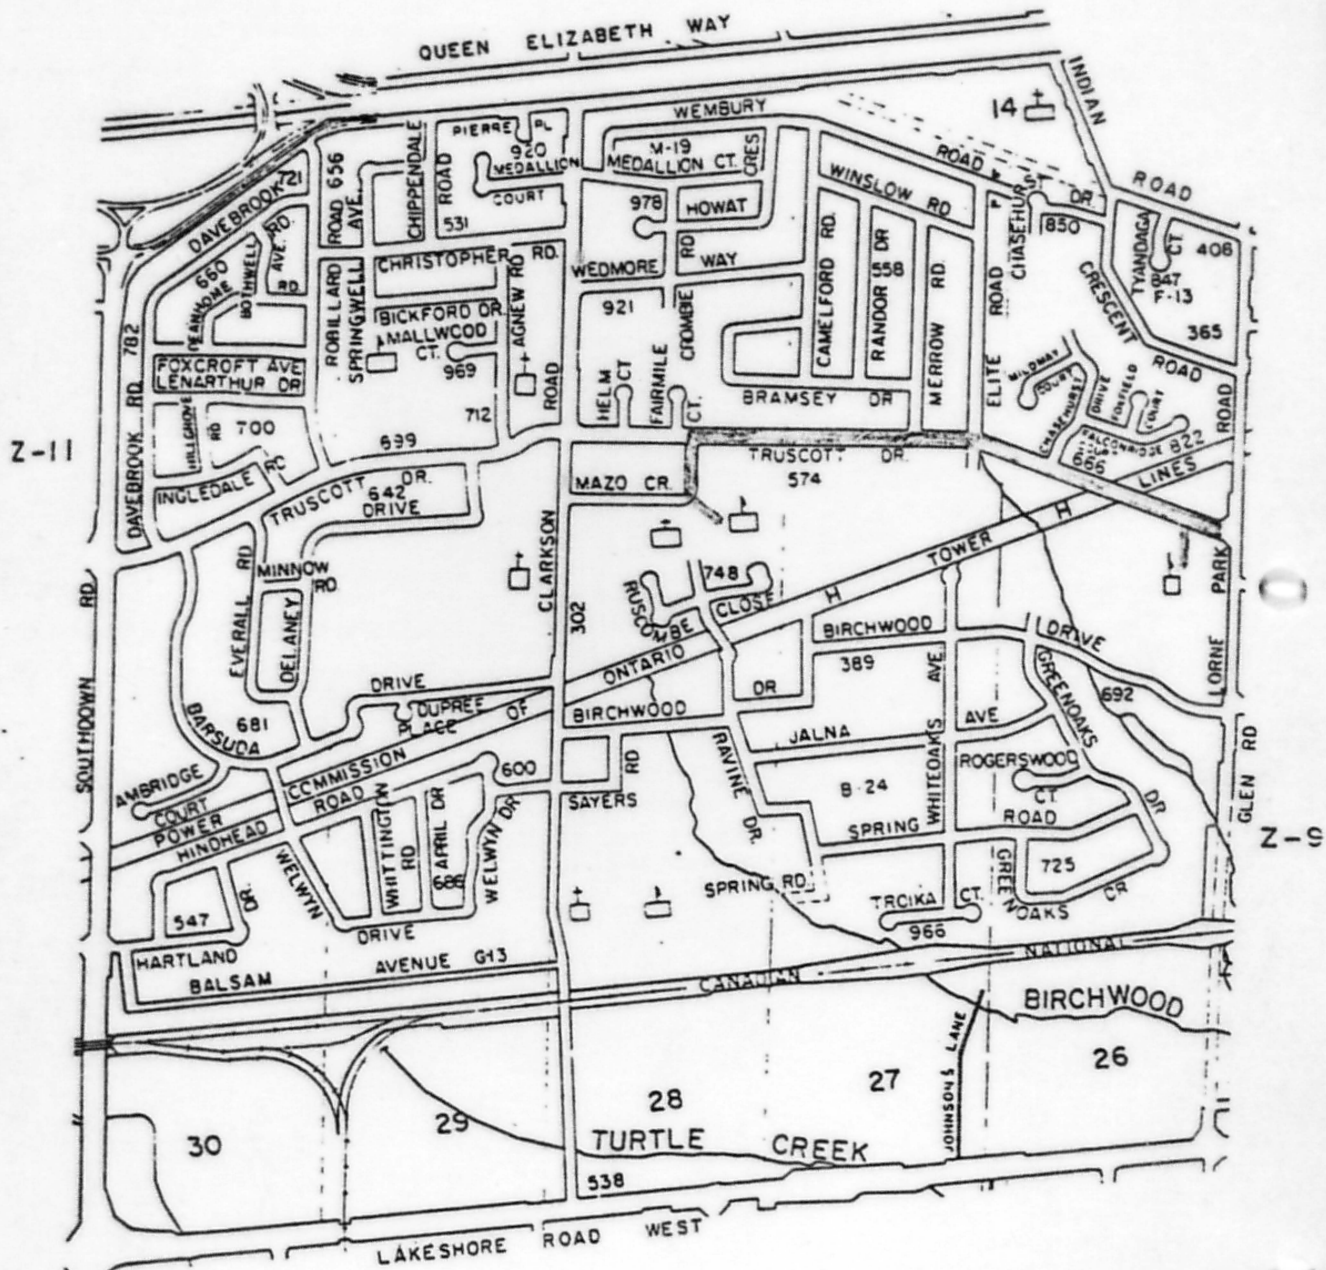 QUEEN ELIZABETH WAY
INDIAN
14
WEMBURY
ROAD
PIERRE PL
920
M-19
MEDALLION
COURT
MEDALLION CT.
CRES
CHIPPENDALE
ROAD
531
ROAD 656
AVE.
721
DAVEBROOK
RD.
660
DEANHOME
RD.
BOTHWELL
AVE.
978
HOWAT
WINSLOW RD
CHASEHURST
DR.
850
ROAD
TYANDAGA
CT.
847
F-13
406
CRESCENT
365
ROAD
CHRISTOPHER RD.
BICKFORD DR.
MALLWOOD
CT.
969
AGNEW RD
ROBILLARD
SPRINGWELL
WEDMORE WAY
RD
921
CROMBIE
CAMELFORD RD.
RANDOR DR
558
MERROW RD.
ELITE ROAD
782
FOXCROFT AVE
LENARTHUR DR
HELM CT
FAIRMILE CT.
BRAMSEY DR
MILDWAY
COURT
CHASEHURST
DRIVE
FOXFIELD
COURT
FALCONRIDGE
822
666
ROAD
Z-11
DAVEBROOK RD.
HILLGROVE RD
700
712
ROAD
699
INGLEDALE RD
TRUSCOTT DR.
642
DRIVE
MAZO CR.
TRUSCOTT DR.
574
LINES
H
TOWER
H
EVERALL RD
MINNOW
RD.
DELANEY
CLARKSON
302
RUSCOMBE
CLOSE
748
PARK
LORNE
SOUTHDOWN RD
BARSUDA
681
DRIVE
DUPREE
PLACE
OF
ONTARIO
BIRCHWOOD DRIVE
389
GREENOAKS
692
DR
BIRCHWOOD
AMBRIDGE
COURT
POWER
COMMISSION
HINDHEAD
ROAD
600
SAYERS
RD
RAVINE DR.
JALNA
AVE
WHITEOAKS AVE
ROGERSWOOD
CT.
B-24
DR
GLEN RD
Z-9
WELWYN
WHITTINGTON RD
APRIL DR
686
WELWYN DR
SPRING ROAD
725
GREENOAKS CR
SPRING RD.
TROIKA CT.
966
547
DR.
DRIVE
HARTLAND
BALSAM AVENUE G-13
CANADIAN NATIONAL
BIRCHWOOD
JOHNSON'S LANE
30
29
28
27
26
TURTLE CREEK
538
LAKESHORE ROAD WEST